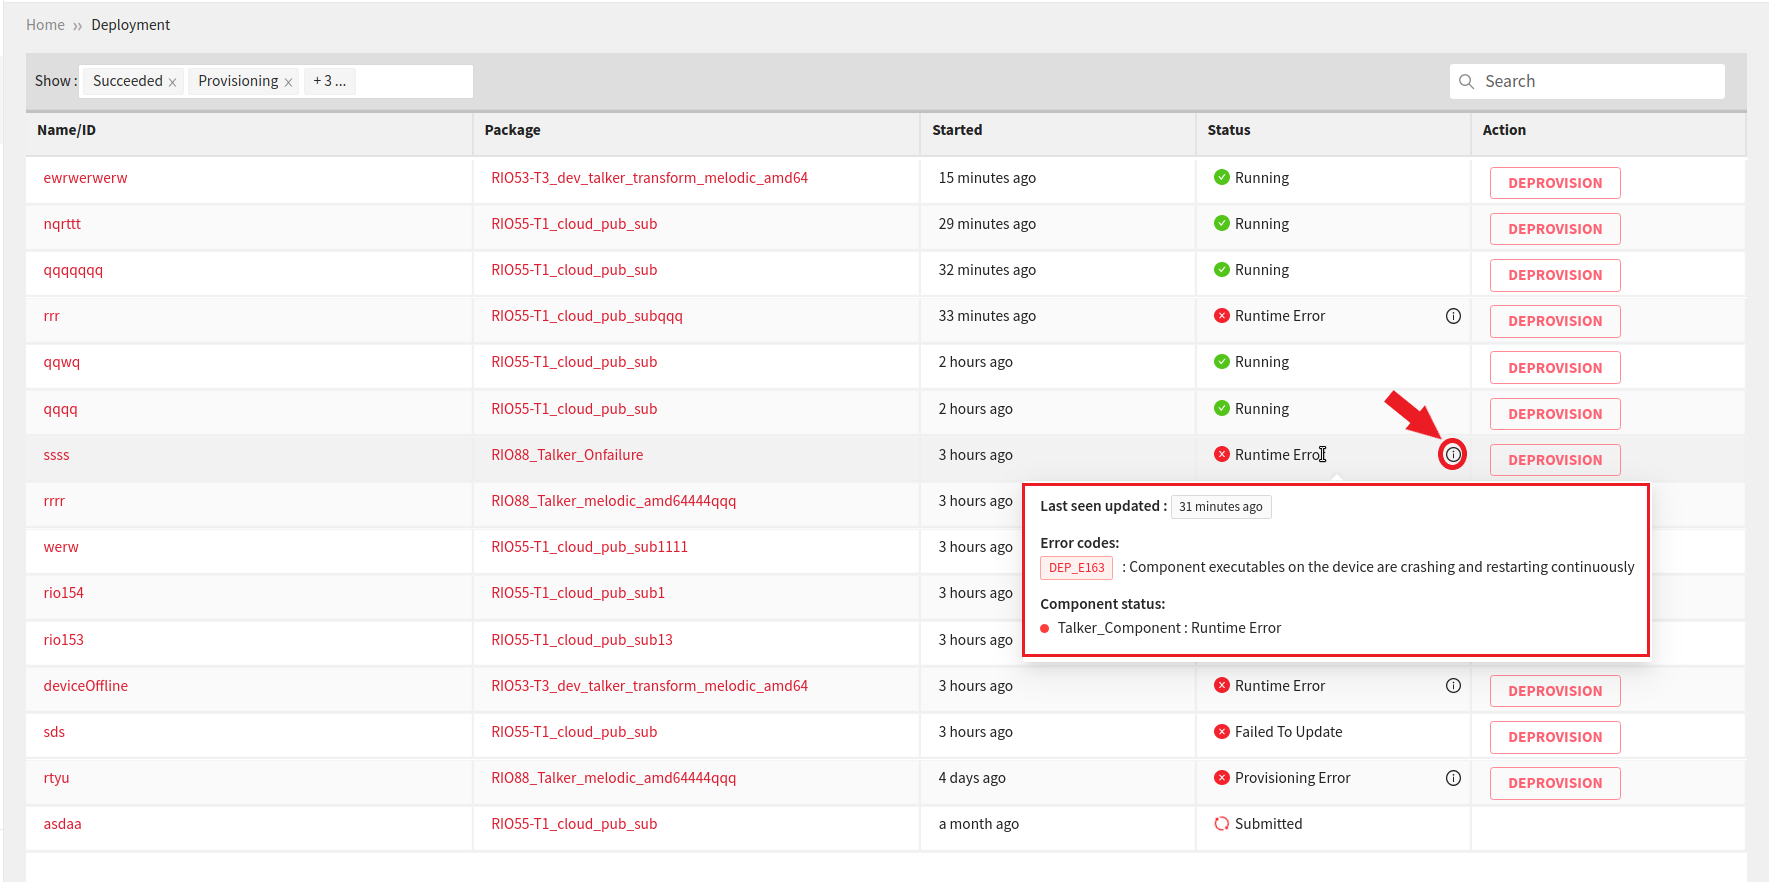 Home » Deployment
Show : Succeeded x Provisioning x + 3 ... Search
Name/ID Package Started Status Action
ewrwerwerw RIO53-T3_dev_talker_transform_melodic_amd64 15 minutes ago Running DEPROVISION
nqrttt RIO55-T1_cloud_pub_sub 29 minutes ago Running DEPROVISION
qqqqqqq RIO55-T1_cloud_pub_sub 32 minutes ago Running DEPROVISION
rrr RIO55-T1_cloud_pub_subqqq 33 minutes ago Runtime Error DEPROVISION
qqwq RIO55-T1_cloud_pub_sub 2 hours ago Running DEPROVISION
qqqq RIO55-T1_cloud_pub_sub 2 hours ago Running DEPROVISION
ssss RIO88_Talker_Onfailure 3 hours ago Runtime Error DEPROVISION
rrrr RIO88_Talker_melodic_amd64444qqq 3 hours ago
werw RIO55-T1_cloud_pub_sub1111 3 hours ago
rio154 RIO55-T1_cloud_pub_sub1 3 hours ago
rio153 RIO55-T1_cloud_pub_sub13 3 hours ago
Last seen updated : 31 minutes ago
Error codes:
DEP_E163 : Component executables on the device are crashing and restarting continuously
Component status:
Talker_Component : Runtime Error
deviceOffline RIO53-T3_dev_talker_transform_melodic_amd64 3 hours ago Runtime Error DEPROVISION
sds RIO55-T1_cloud_pub_sub 3 hours ago Failed To Update DEPROVISION
rtyu RIO88_Talker_melodic_amd64444qqq 4 days ago Provisioning Error DEPROVISION
asdaa RIO55-T1_cloud_pub_sub a month ago Submitted